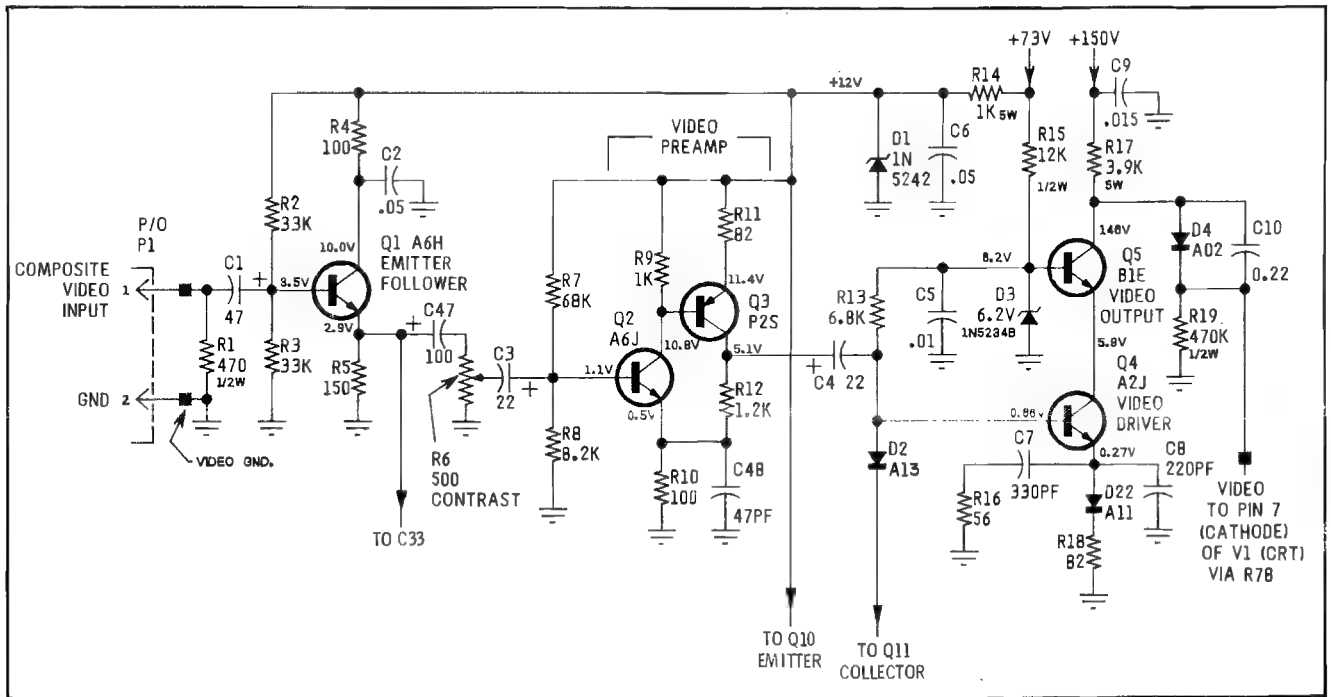 +73V
+150V
C9
.015
+12V
R14
1K 5W
R4
100
VIDEO
PREAMP
D1
1N
5242
C6
.05
R15
12K
1/2W
R17
3.9K
5W
C2
.05
R2
33K
P/O
P1
R11
82
10.0V
Q1 A6H
EMITTER
FOLLOWER
R9
1K
148V
D4
A02
C10
0.22
COMPOSITE
VIDEO
INPUT
1
C1
47
+
3.5V
R7
68K
11.4V
Q3
P2S
6.2V
Q5
B1E
VIDEO
OUTPUT
R13
6.8K
C5
.01
D3
6.2V
1N5234B
2.9V
+
C47
100
Q2
A6J
10.8V
5.1V
R19
470K
1/2W
R1
470
1/2W
R3
33K
R5
150
C3
22
+
1.1V
+
C4 22
5.9V
Q4
A2J
VIDEO
DRIVER
GND 2
R12
1.2K
0.5V
0.86V
VIDEO GND.
R6
500
CONTRAST
R8
8.2K
D2
A13
C7
330PF
0.27V
C8
220PF
R10
100
C48
47PF
R16
56
D22
A11
R18
82
TO C33
VIDEO
TO PIN 7
(CATHODE)
OF V1 (CRT)
VIA R78
TO Q10
EMITTER
TO Q11
COLLECTOR